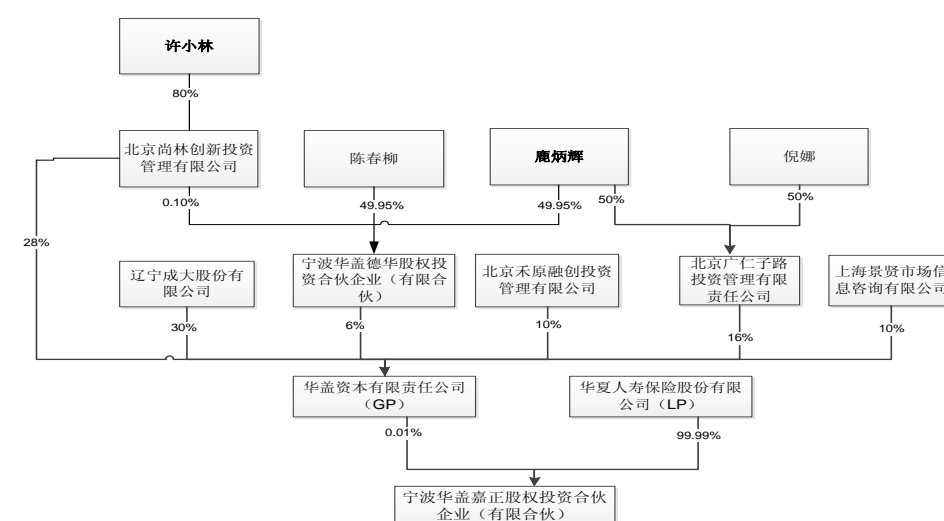 许小林
80%
北京尚林创新投资
管理有限公司
陈春柳
鹿炳辉
倪娜
0.10%
49.95%
49.95%
50%
50%
28%
辽宁成大股份有
限公司
宁波华盖德华股权投
资合伙企业（有限合
伙）
北京禾原融创投资
管理有限公司
北京广仁子路
投资管理有限
责任公司
上海景贤市场信
息咨询有限公司
30%
6%
10%
16%
10%
华盖资本有限责任公司
（GP）
华夏人寿保险股份有限
公司（LP）
0.01%
99.99%
宁波华盖嘉正股权投资合伙
企业（有限合伙）